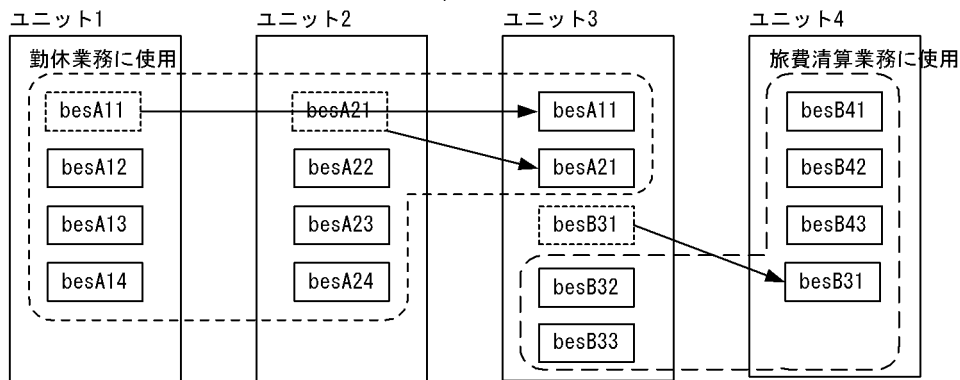 ユニット1 ユニット2 ユニット3 ユニット4
勤休業務に使用 旅費清算業務に使用
besA11 besA21 besA11 besB41
besA12 besA22 besA21 besB42
besA13 besA23 besB31 besB43
besA14 besA24 besB32 besB31
besB33